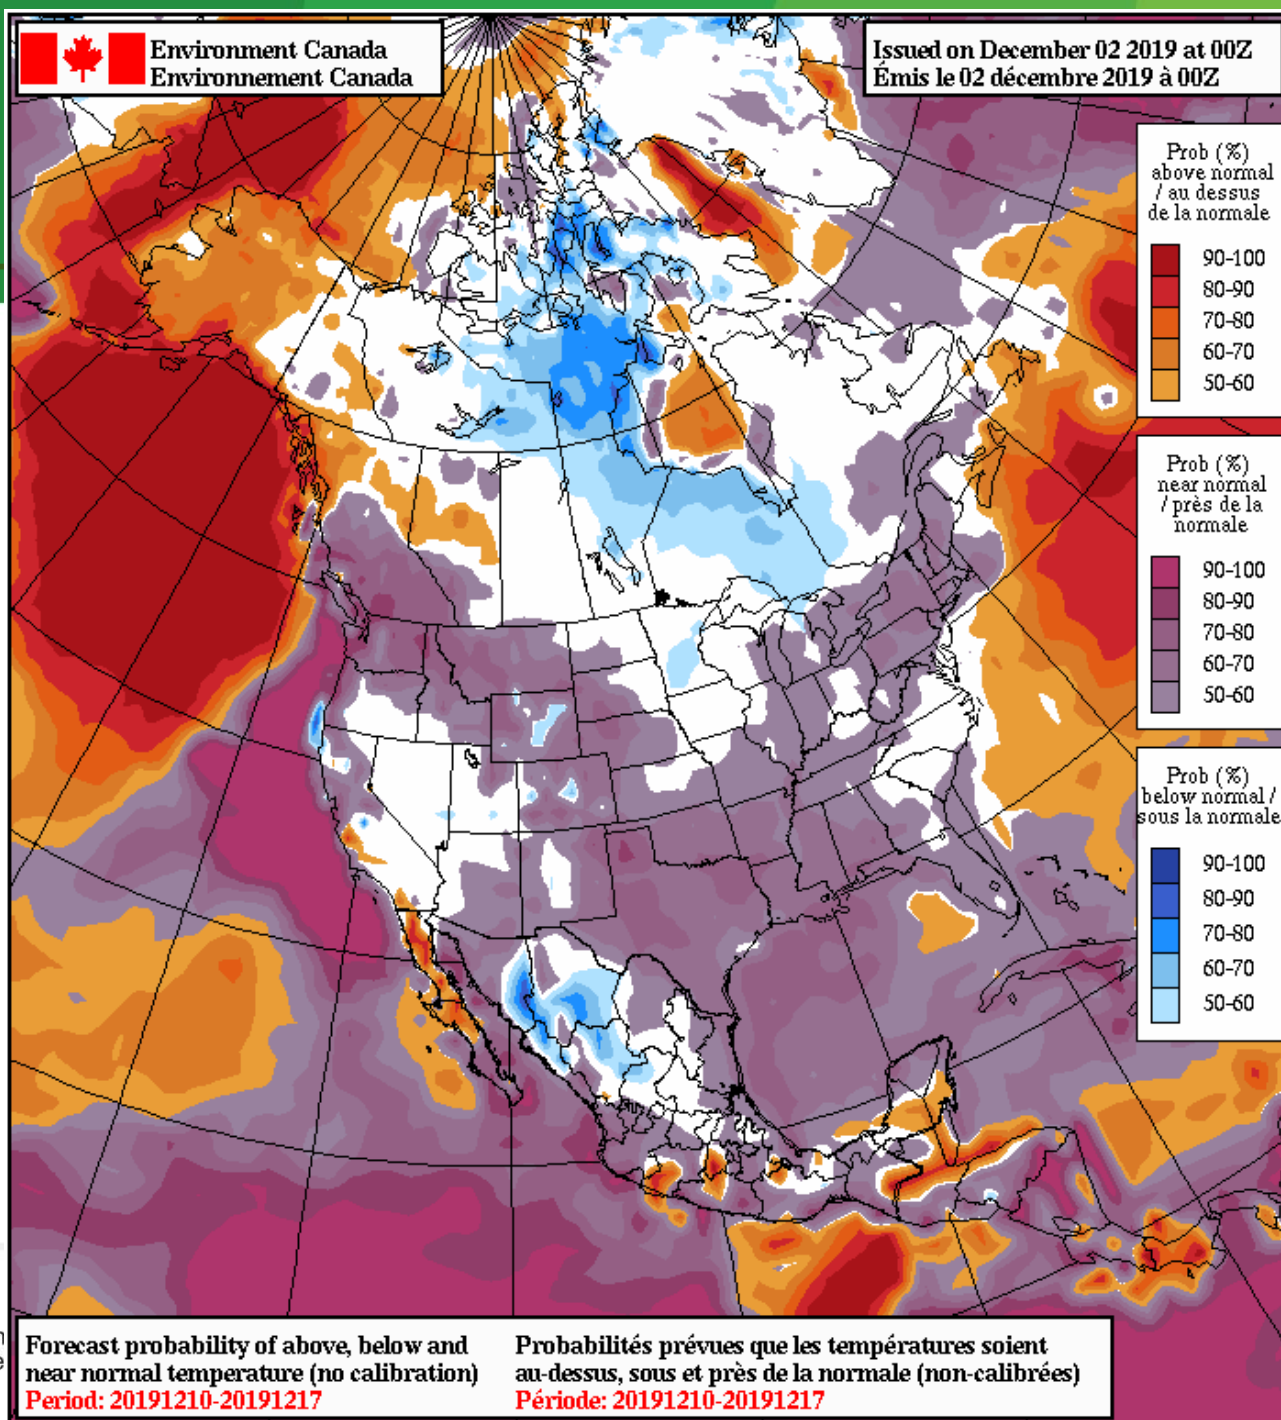 Environment Canada
Environnement Canada
Issued on December 02 2019 at 00Z
Émis le 02 décembre 2019 à 00Z
Prob (%)
above normal
/ au dessus
de la normale
90-100
80-90
70-80
60-70
50-60
Prob (%)
near normal
/ près de la
normale
90-100
80-90
70-80
60-70
50-60
Prob (%)
below normal /
sous la normale
90-100
80-90
70-80
60-70
50-60
Forecast probability of above, below and
near normal temperature (no calibration)
Period: 20191210-20191217
Probabilités prévues que les températures soient
au-dessus, sous et près de la normale (non-calibrées)
Période: 20191210-20191217